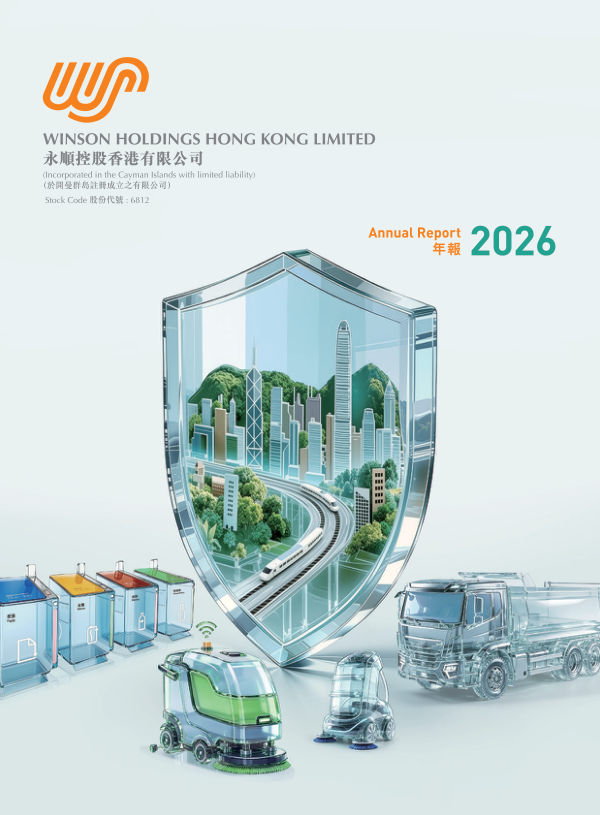 WINSON HOLDINGS HONG KONG LIMITED
永順控股香港有限公司
(Incorporated in the Cayman Islands with limited liability)
(於開曼群島註冊成立之有限公司)
Stock Code 股份代號 : 6812
Annual Report
年報
2026